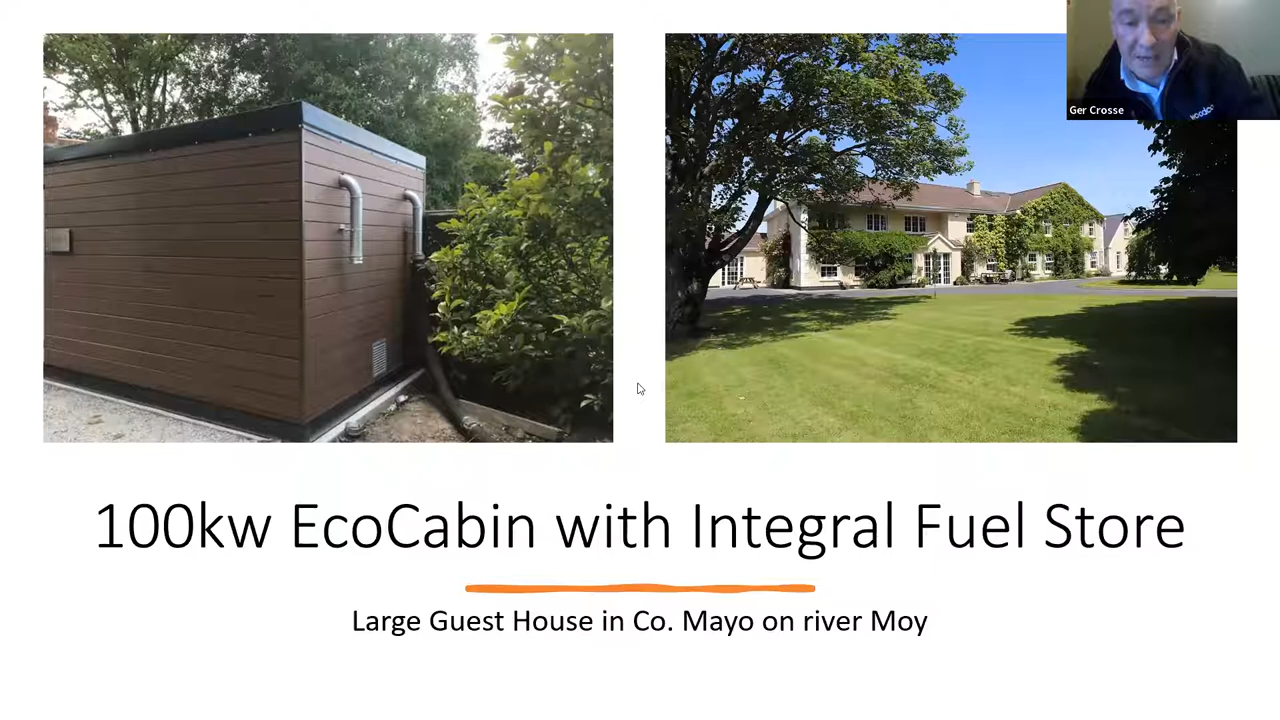 Ger Crosse
100kw EcoCabin with Integral Fuel Store
Large Guest House in Co. Mayo on river Moy